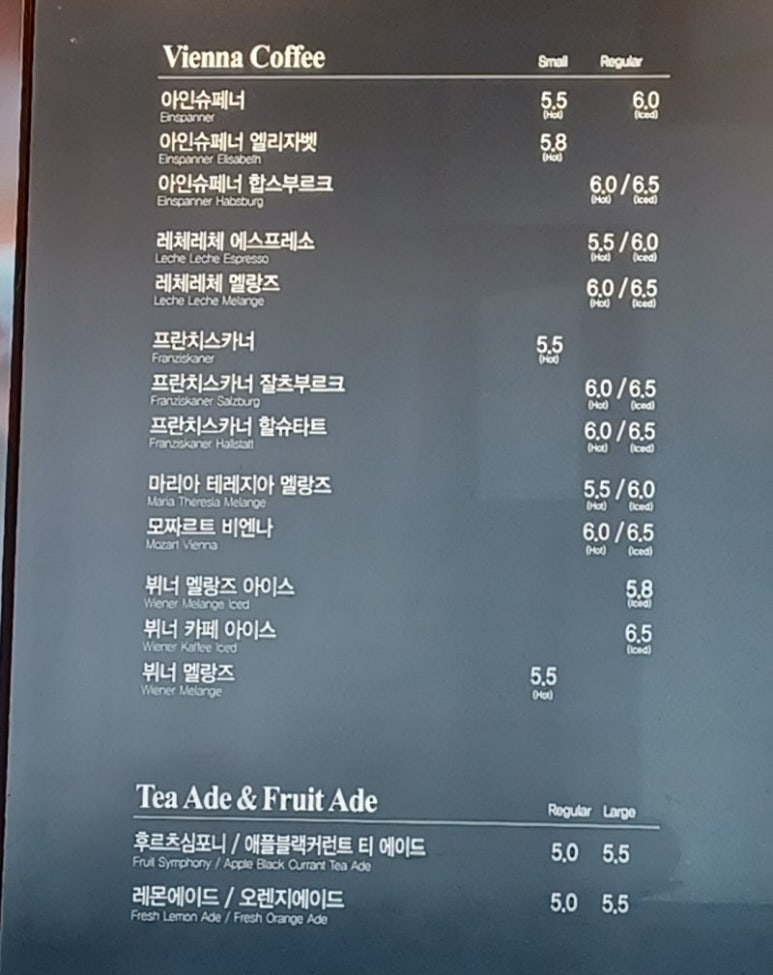 Vienna Coffee Small Regular
아인슈페너 5.5 6.0
Einspanner (Hot) (Iced)
아인슈페너 엘리자벳 5.8
Einspanner Elisabeth (Hot)
아인슈페너 합스부르크 6.0 / 6.5
Einspanner Habsburg (Hot) (Iced)
레체레체 에스프레소 5.5 / 6.0
Leche Leche Espresso (Hot) (Iced)
레체레체 멜랑즈 6.0 / 6.5
Leche Leche Melange (Hot) (Iced)
프란치스카너 5.5
Franziskaner (Hot)
프란치스카너 잘츠부르크 6.0 / 6.5
Franziskaner Salzburg (Hot) (Iced)
프란치스카너 할슈타트 6.0 / 6.5
Franziskaner Hallstatt (Hot) (Iced)
마리아 테레지아 멜랑즈 5.5 / 6.0
Maria Theresia Melange (Hot) (Iced)
모짜르트 비엔나 6.0 / 6.5
Mozart Vienna (Hot) (Iced)
뷔너 멜랑즈 아이스 5.8
Wiener Melange Iced (Iced)
뷔너 카페 아이스 6.5
Wiener Kaffee Iced (Iced)
뷔너 멜랑즈 5.5
Wiener Melange (Hot)
Tea Ade & Fruit Ade Regular Large
후르츠심포니 / 애플블랙커런트 티 에이드 5.0 5.5
Fruit Symphony / Apple Black Currant Tea Ade
레몬에이드 / 오렌지에이드 5.0 5.5
Fresh Lemon Ade / Fresh Orange Ade